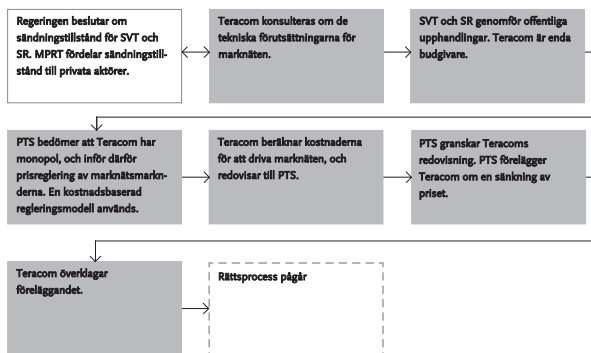 Regeringen beslutar om
sändningstillstånd för SVT och
SR. MPRT fördelar sändningstill-
stånd till privata aktörer.
Teracom konsulteras om de
tekniska förutsättningarna för
marknäten.
SVT och SR genomför offentliga
upphandlingar. Teracom är enda
budgivare.
PTS bedömer att Teracom har
monopol, och inför därför
prisreglering av marknätsmarkn-
derna. En kostnadsbaserad
regleringsmodell används.
Teracom beräknar kostnaderna
för att driva marknäten, och
redovisar till PTS.
PTS granskar Teracoms
redovisning. PTS förelägger
Teracom om en sänkning av
priset.
Teracom överklagar
föreläggandet.
Rättsprocess pågår